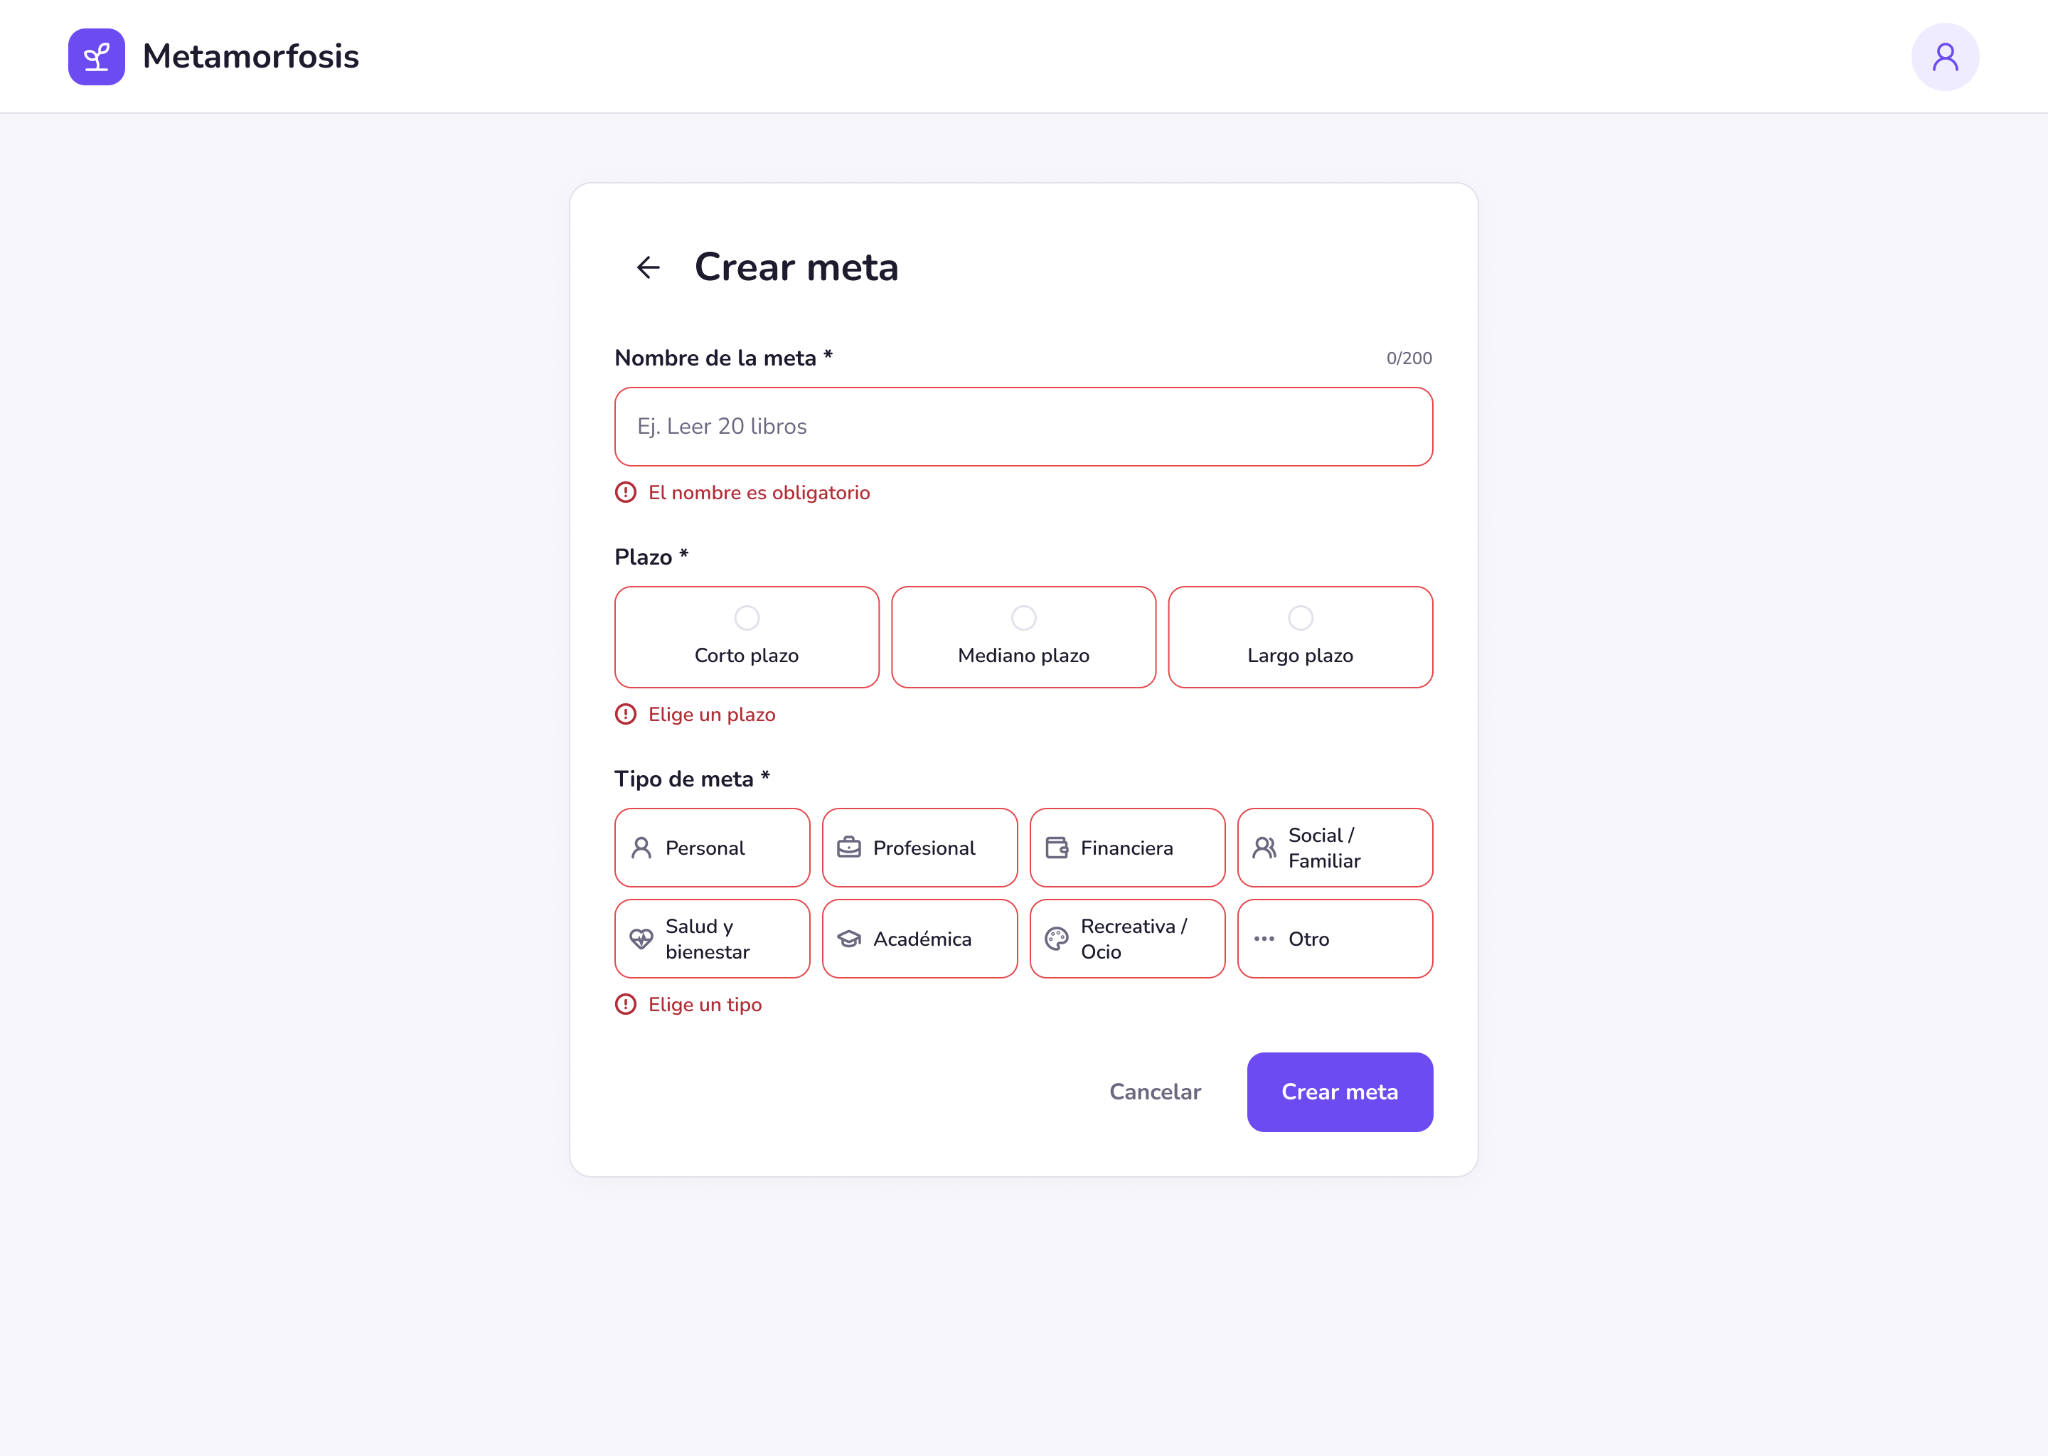 Metamorfosis
Crear meta
Nombre de la meta *
0/200
Ej. Leer 20 libros
El nombre es obligatorio
Plazo *
Corto plazo
Mediano plazo
Largo plazo
Elige un plazo
Tipo de meta *
Personal
Profesional
Financiera
Social /
Familiar
Salud y
bienestar
Académica
Recreativa /
Ocio
Otro
Elige un tipo
Cancelar
Crear meta